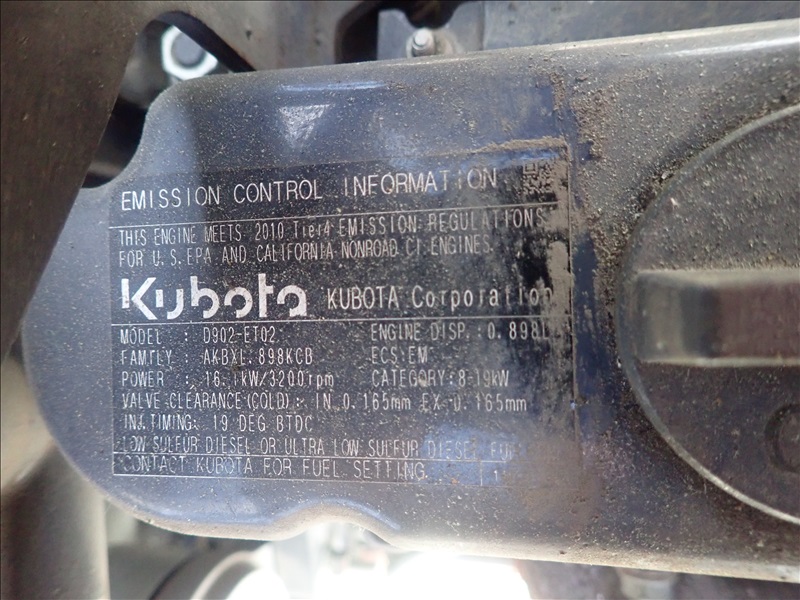 EMISSION CONTROL INFORMATION
THIS ENGINE MEETS 2010 Tier4 EMISSION REGULATIONS
FOR U.S.EPA AND CALIFORNIA NONROAD CI ENGINES.
Kubota KUBOTA Corporation
MODEL : D902-ET02 ENGINE DISP.:0.898L
FAMILY : AKBXL.898KCB ECS:EM
POWER : 16.1kW/3200rpm CATEGORY:8-19kW
VALVE CLEARANCE(COLD): IN 0.165mm EX 0.165mm
INJ.TIMING: 19 DEG BTDC
LOW SULFUR DIESEL OR ULTRA LOW SULFUR DIESEL
CONTACT KUBOTA FOR FUEL SETTING.